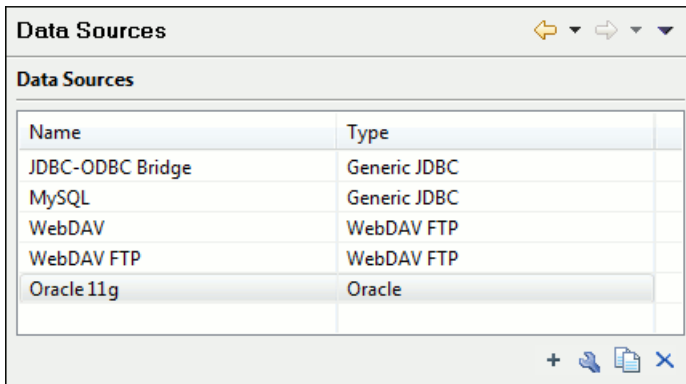 Data Sources
Data Sources
Name Type
JDBC-ODBC Bridge Generic JDBC
MySQL Generic JDBC
WebDAV WebDAV FTP
WebDAV FTP WebDAV FTP
Oracle 11g Oracle